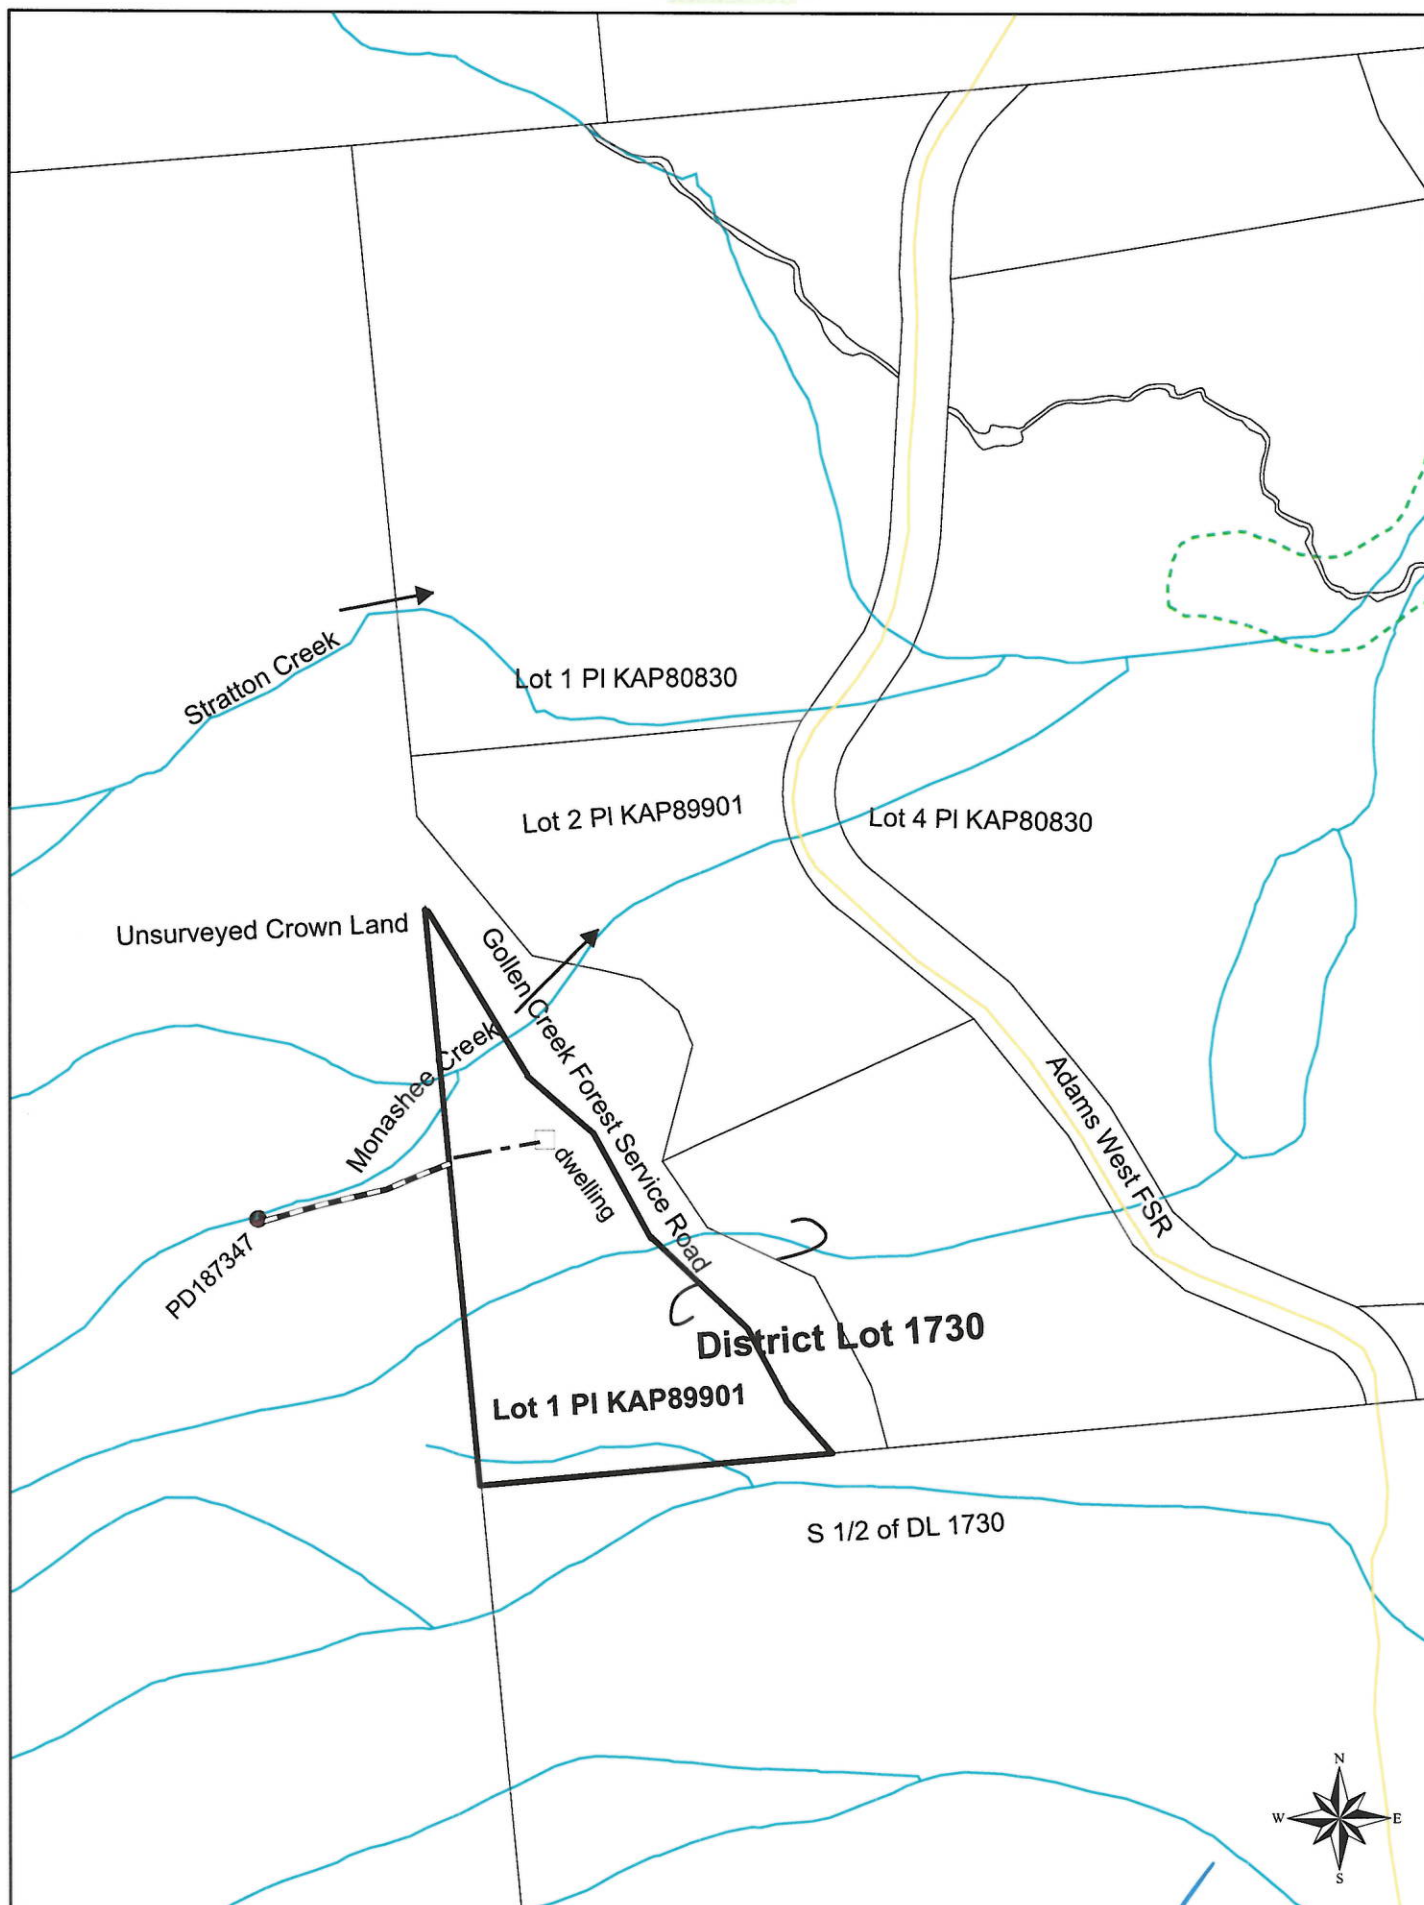 Stratton Creek
Lot 1 Pl KAP80830
Lot 2 Pl KAP89901
Lot 4 Pl KAP80830
Unsurveyed Crown Land
Gollen Creek Forest Service Road
Monashee Creek
Adams West FSR
dwelling
PD187347
District Lot 1730
Lot 1 Pl KAP89901
S 1/2 of DL 1730
N
W E
S